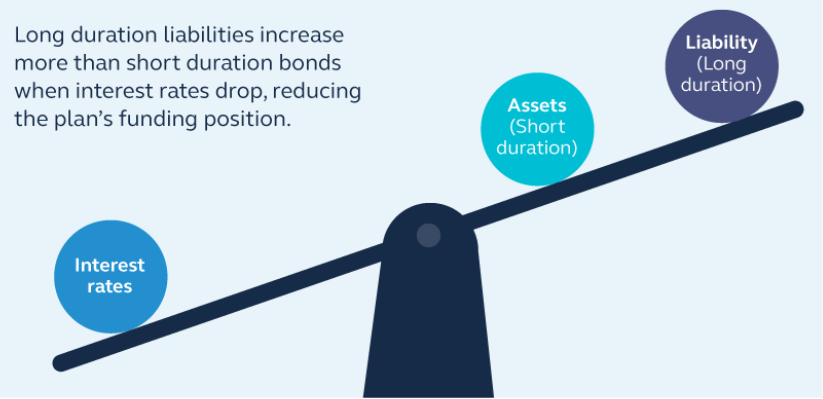 Long duration liabilities increase
more than short duration bonds
when interest rates drop, reducing
the plan's funding position.
Liability
(Long
duration)
Assets
(Short
duration)
Interest
rates